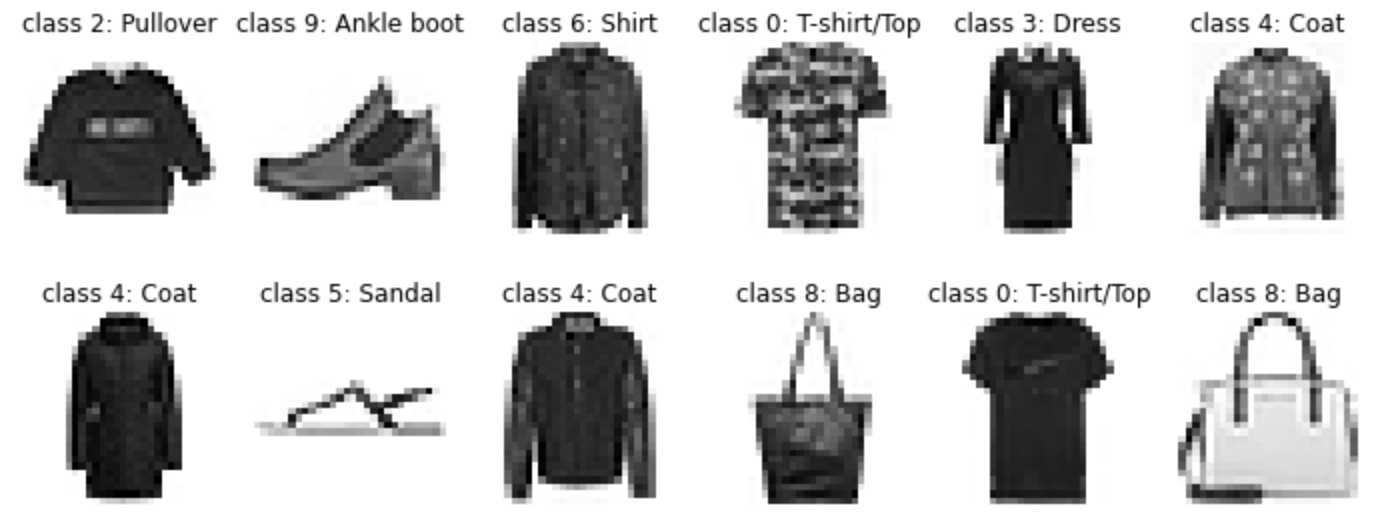 class 2: Pullover class 9: Ankle boot class 6: Shirt class 0: T-shirt/Top class 3: Dress class 4: Coat
class 4: Coat class 5: Sandal class 4: Coat class 8: Bag class 0: T-shirt/Top class 8: Bag